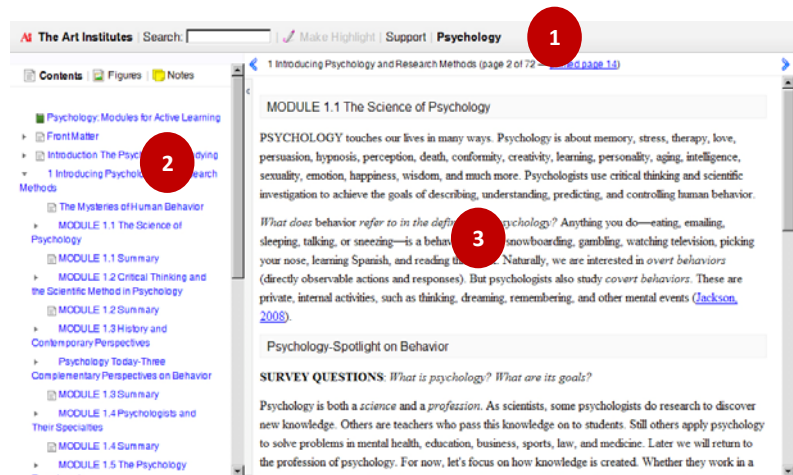 AI The Art Institutes | Search: | Make Highlight | Support | Psychology
1
Contents | Figures | Notes
Psychology: Modules for Active Learning
Front Matter
Introduction The Psych dying
2
1 Introducing Psychol earch
Methods
The Mysteries of Human Behavior
MODULE 1.1 The Science of
Psychology
MODULE 1.1 Summary
MODULE 1.2 Critical Thinking and
the Scientific Method in Psychology
MODULE 1.2 Summary
MODULE 1.3 History and
Contemporary Perspectives
Psychology Today-Three
Complementary Perspectives on Behavior
MODULE 1.3 Summary
MODULE 1.4 Psychologists and
Their Specialties
MODULE 1.4 Summary
MODULE 1.5 The Psychology
1 Introducing Psychology and Research Methods (page 2 of 72 — page 14)
MODULE 1.1 The Science of Psychology
PSYCHOLOGY touches our lives in many ways. Psychology is about memory, stress, therapy, love,
persuasion, hypnosis, perception, death, conformity, creativity, learning, personality, aging, intelligence,
sexuality, emotion, happiness, wisdom, and much more. Psychologists use critical thinking and scientific
investigation to achieve the goals of describing, understanding, predicting, and controlling human behavior.
What does behavior refer to in the defin ychology? Anything you do—eating, emailing,
3
sleeping, talking, or sneezing—is a behav snowboarding, gambling, watching television, picking
your nose, learning Spanish, and reading th Naturally, we are interested in overt behaviors
(directly observable actions and responses). But psychologists also study covert behaviors. These are
private, internal activities, such as thinking, dreaming, remembering, and other mental events (Jackson,
2008).
Psychology-Spotlight on Behavior
SURVEY QUESTIONS: What is psychology? What are its goals?
Psychology is both a science and a profession. As scientists, some psychologists do research to discover
new knowledge. Others are teachers who pass this knowledge on to students. Still others apply psychology
to solve problems in mental health, education, business, sports, law, and medicine. Later we will return to
the profession of psychology. For now, let's focus on how knowledge is created. Whether they work in a